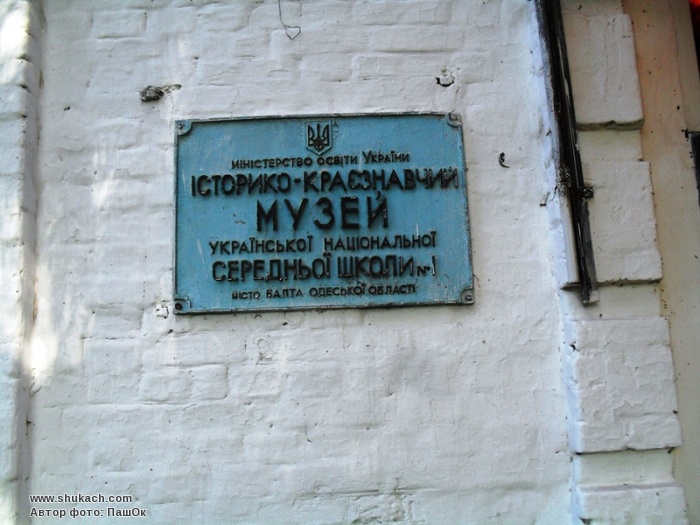 МІНІСТЕРСТВО ОСВІТИ УКРАЇНИ
ІСТОРИКО-КРАЄЗНАВЧИЙ
МУЗЕЙ
УКРАЇНСЬКОЇ НАЦІОНАЛЬНОЇ
СЕРЕДНЬОЇ ШКОЛИ №1
МІСТО БАЛТА ОДЕСЬКОЇ ОБЛАСТІ
www.shukach.com
Автор фото: ПашОк